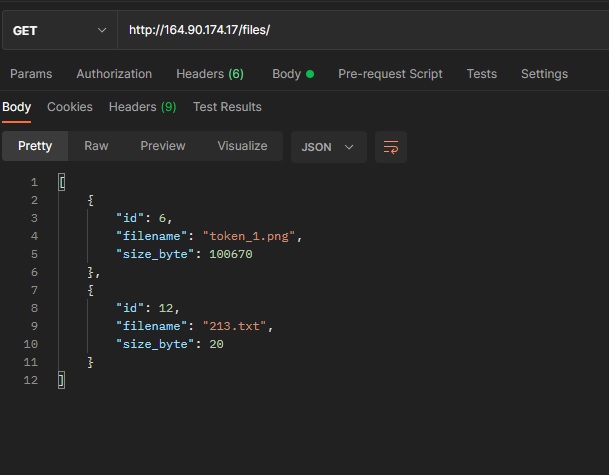 GET http://164.90.174.17/files/
Params Authorization Headers (6) Body Pre-request Script Tests Settings
Body Cookies Headers (9) Test Results
Pretty Raw Preview Visualize JSON
1 [
2 {
3 "id": 6,
4 "filename": "token_1.png",
5 "size_byte": 100670
6 },
7 {
8 "id": 12,
9 "filename": "213.txt",
10 "size_byte": 20
11 }
12 ]